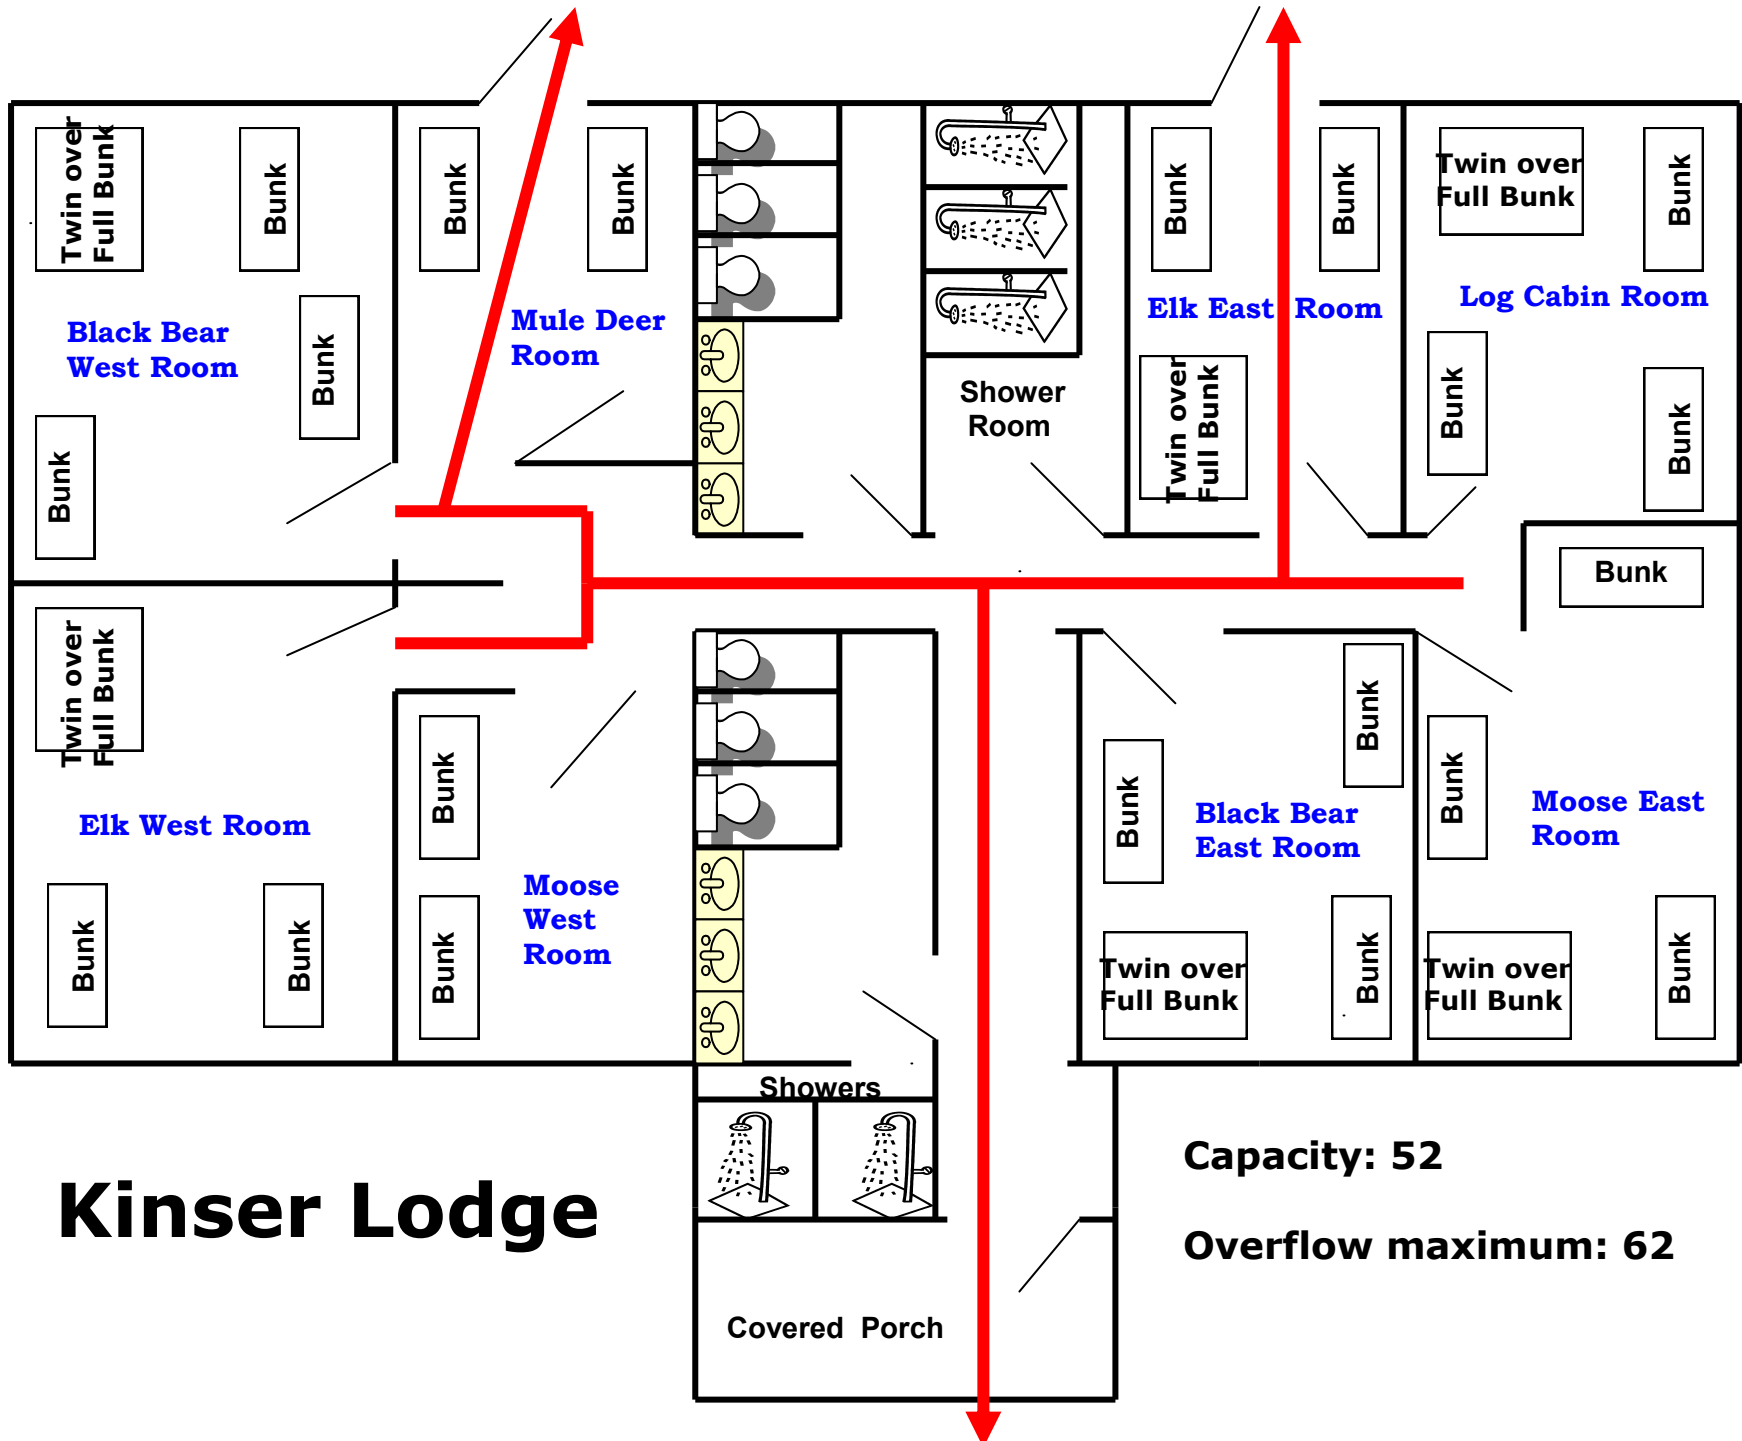 Twin over
Full Bunk
Bunk
Bunk
Bunk
Black Bear
West Room
Bunk
Bunk
Mule Deer
Room
Shower
Room
Bunk
Bunk
Elk East Room
Twin over
Full Bunk
Twin over
Full Bunk
Bunk
Log Cabin Room
Bunk
Bunk
Twin over
Full Bunk
Elk West Room
Bunk
Bunk
Bunk
Bunk
Moose
West
Room
Bunk
Bunk
Black Bear
East Room
Twin over
Full Bunk
Bunk
Bunk
Bunk
Moose East
Room
Twin over
Full Bunk
Bunk
Showers
Covered Porch
Kinser Lodge
Capacity: 52
Overflow maximum: 62